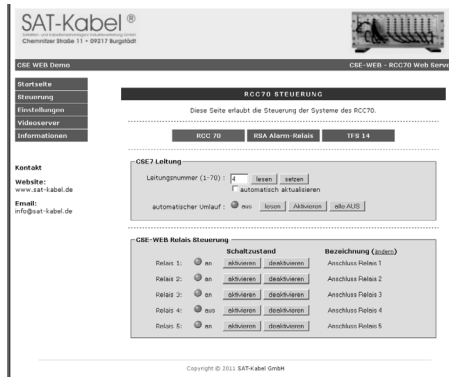 SAT-Kabel ®
Chemnitzer Straße 11 • 09217 Burgstädt
CSE WEB Demo
CSE-WEB - RCC70 Web Serve
Startseite
Steuerung
Einstellungen
Videoserver
Informationen
Kontakt
Website:
www.sat-kabel.de
Email:
info@sat-kabel.de
RCC70 STEUERUNG
Diese Seite erlaubt die Steuerung der Systeme des RCC70.
RCC 70 RSA Alarm-Relais TFS 14
CSE7 Leitung
Leitungsnummer (1-70) : 4 lesen setzen
automatisch aktualisieren
automatischer Umlauf : aus lesen Aktivieren alle AUS
CSE-WEB Relais Steuerung
Schaltzustand Bezeichnung (ändern)
Relais 1: an aktivieren deaktivieren Anschluss Relais 1
Relais 2: an aktivieren deaktivieren Anschluss Relais 2
Relais 3: an aktivieren deaktivieren Anschluss Relais 3
Relais 4: aus aktivieren deaktivieren Anschluss Relais 4
Relais 5: an aktivieren deaktivieren Anschluss Relais 5
Copyright © 2011 SAT-Kabel GmbH